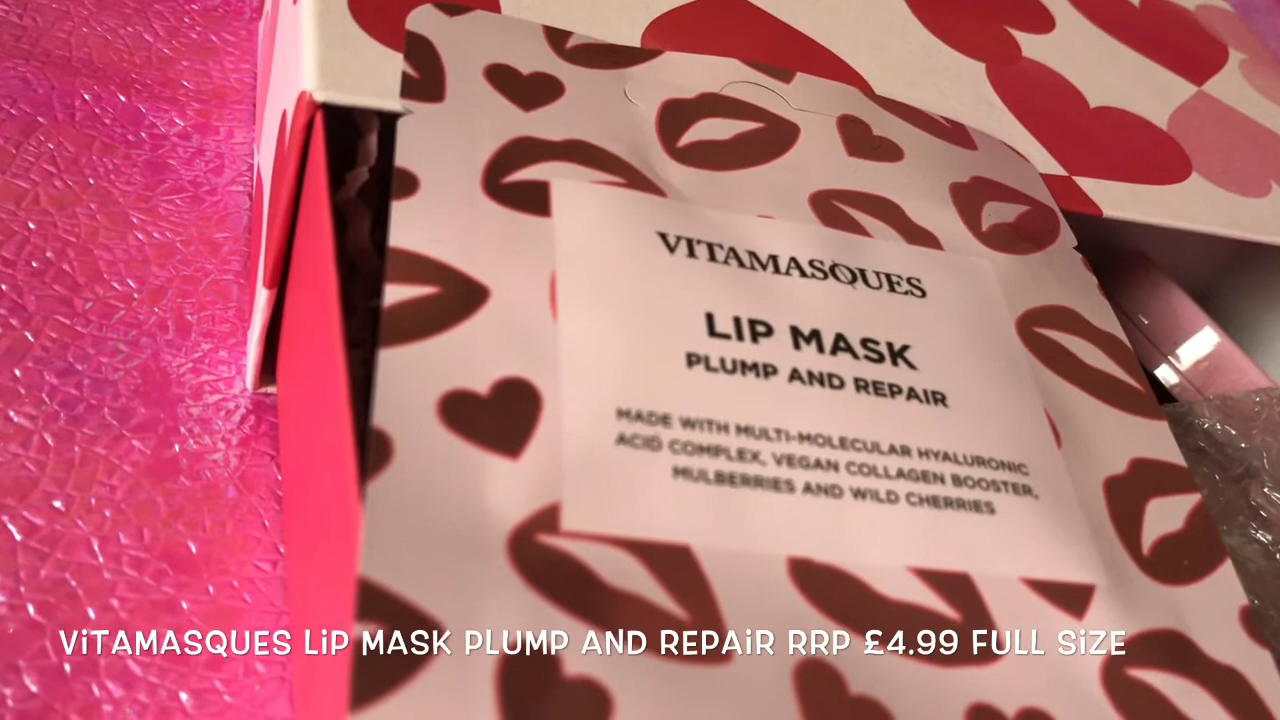 VITAMASQUES
LIP MASK
PLUMP AND REPAIR
MADE WITH MULTI-MOLECULAR HYALURONIC
ACID COMPLEX, VEGAN COLLAGEN BOOSTER,
MULBERRIES AND WILD CHERRIES
ViTAMASQUES LiP MASK PLUMP AND REPAiR RRP £4.99 FULL SiZE